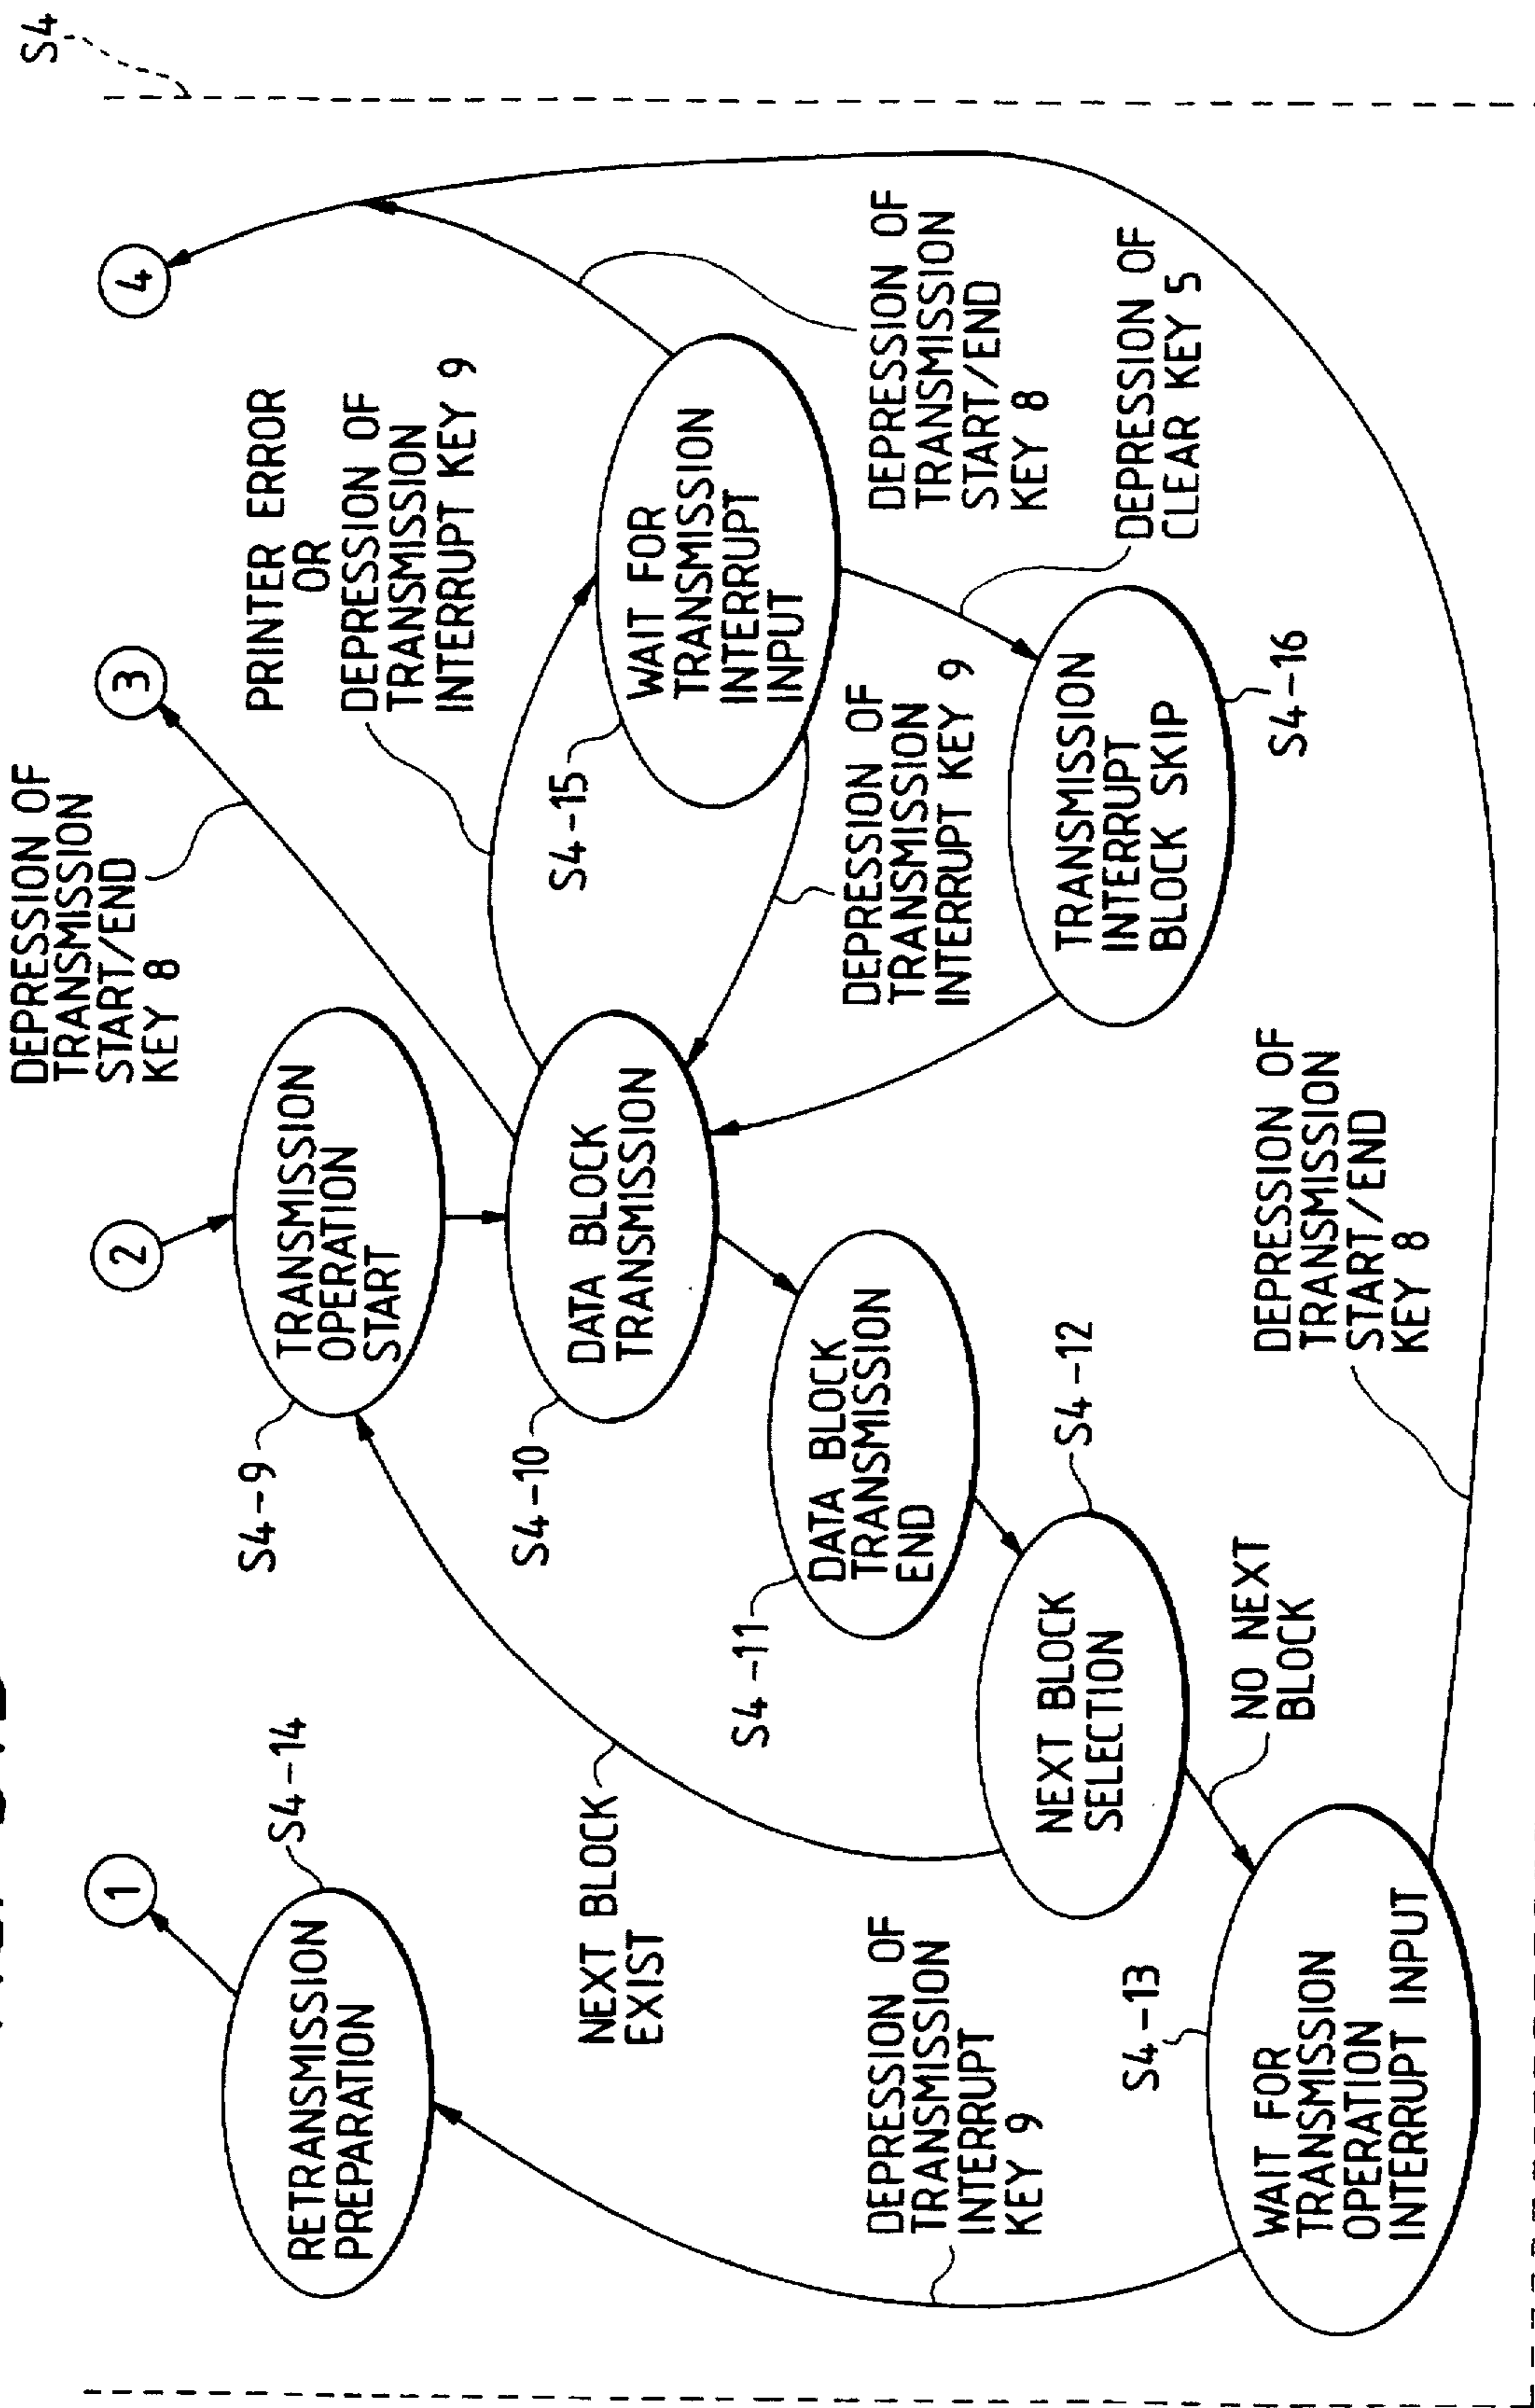 S4
1
2
3
4
DEPRESSION OF
TRANSMISSION
START/END
KEY 8
RETRANSMISSION
PREPARATION
S4-14
S4-9
TRANSMISSION
OPERATION
START
PRINTER ERROR
OR
DEPRESSION OF
TRANSMISSION
INTERRUPT KEY 9
NEXT BLOCK
EXIST
S4-10
DATA BLOCK
TRANSMISSION
S4-15
WAIT FOR
TRANSMISSION
INTERRUPT
INPUT
S4-11
DATA BLOCK
TRANSMISSION
END
DEPRESSION OF
TRANSMISSION
INTERRUPT KEY 9
DEPRESSION OF
TRANSMISSION
START/END
KEY 8
DEPRESSION OF
TRANSMISSION
INTERRUPT
KEY 9
NEXT BLOCK
SELECTION
S4-12
TRANSMISSION
INTERRUPT
BLOCK SKIP
S4-16
DEPRESSION OF
CLEAR KEY 5
S4-13
WAIT FOR
TRANSMISSION
OPERATION
INTERRUPT INPUT
NO NEXT
BLOCK
DEPRESSION OF
TRANSMISSION
START/END
KEY 8